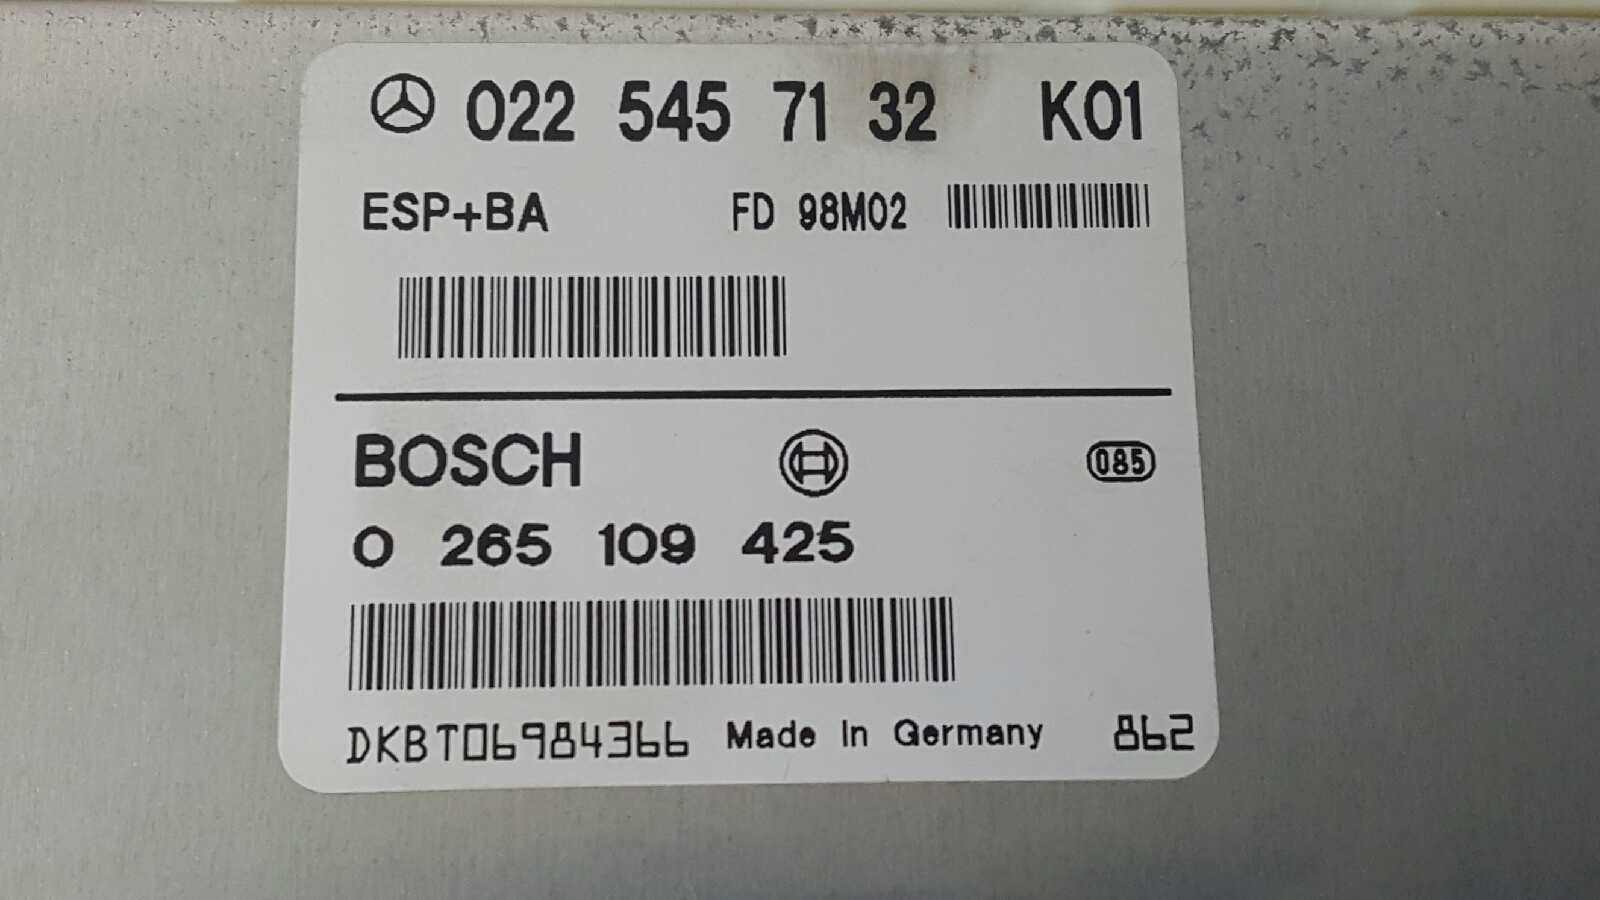 022 545 71 32 K01
ESP+BA FD 98M02
BOSCH 085
0 265 109 425
DKBT06984366 Made In Germany 862